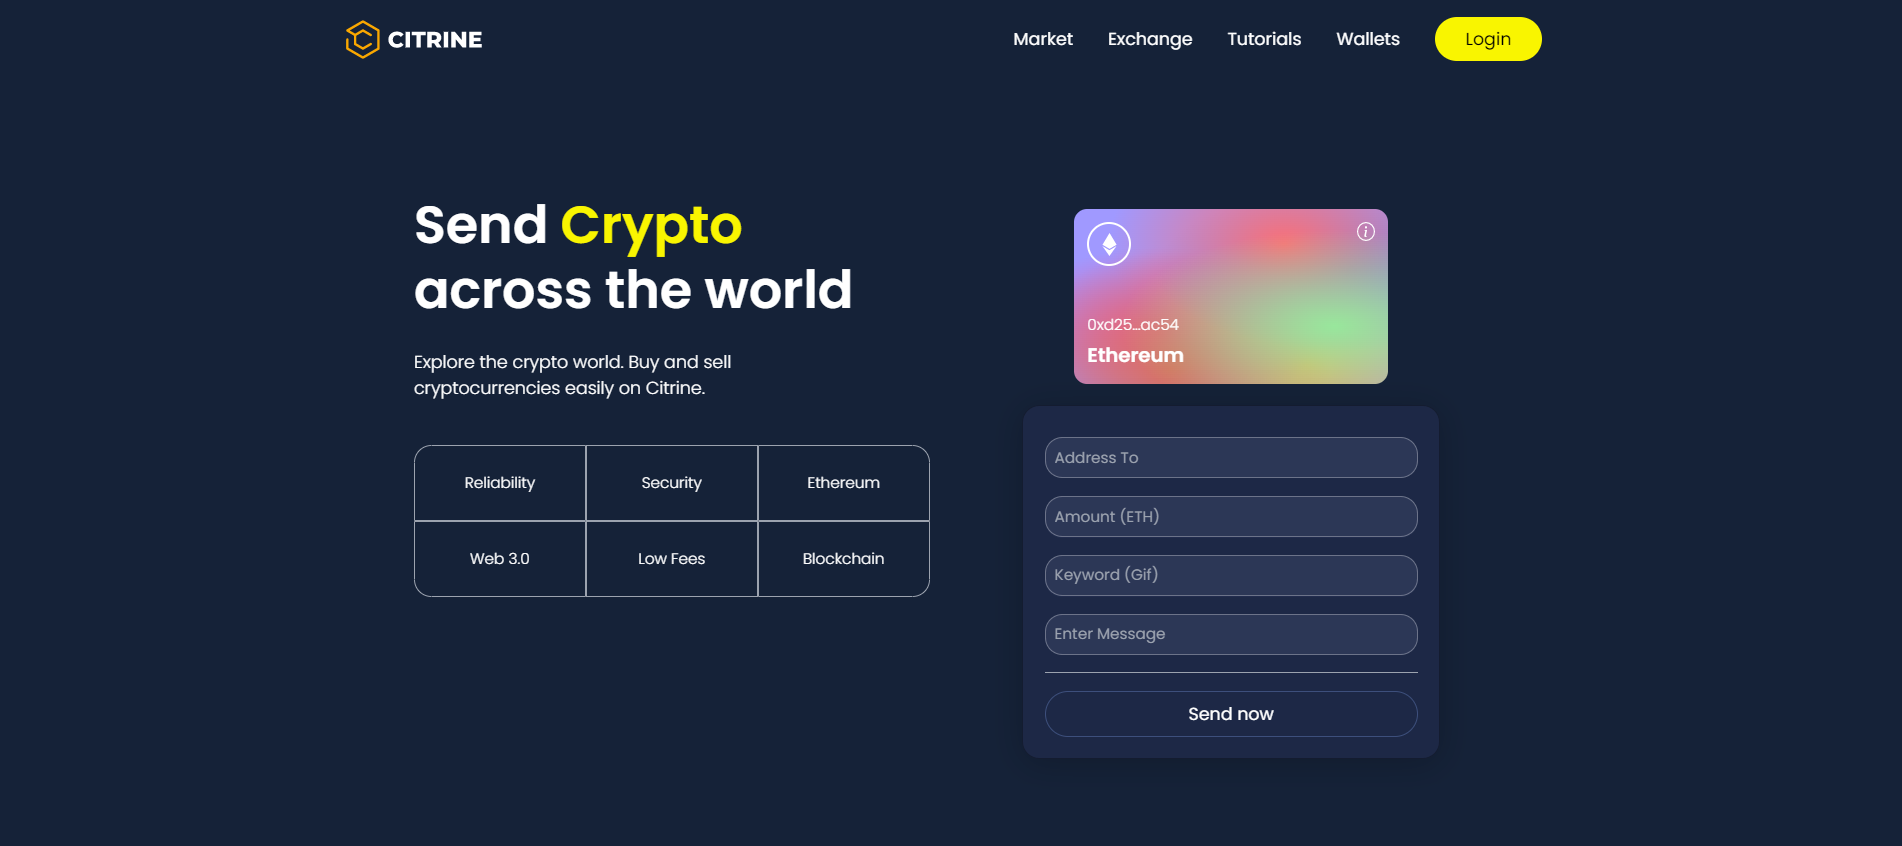 CITRINE
Market
Exchange
Tutorials
Wallets
Login
Send Crypto
across the world
Explore the crypto world. Buy and sell
cryptocurrencies easily on Citrine.
Reliability
Security
Ethereum
Web 3.0
Low Fees
Blockchain
i
0xd25...ac54
Ethereum
Address To
Amount (ETH)
Keyword (Gif)
Enter Message
Send now